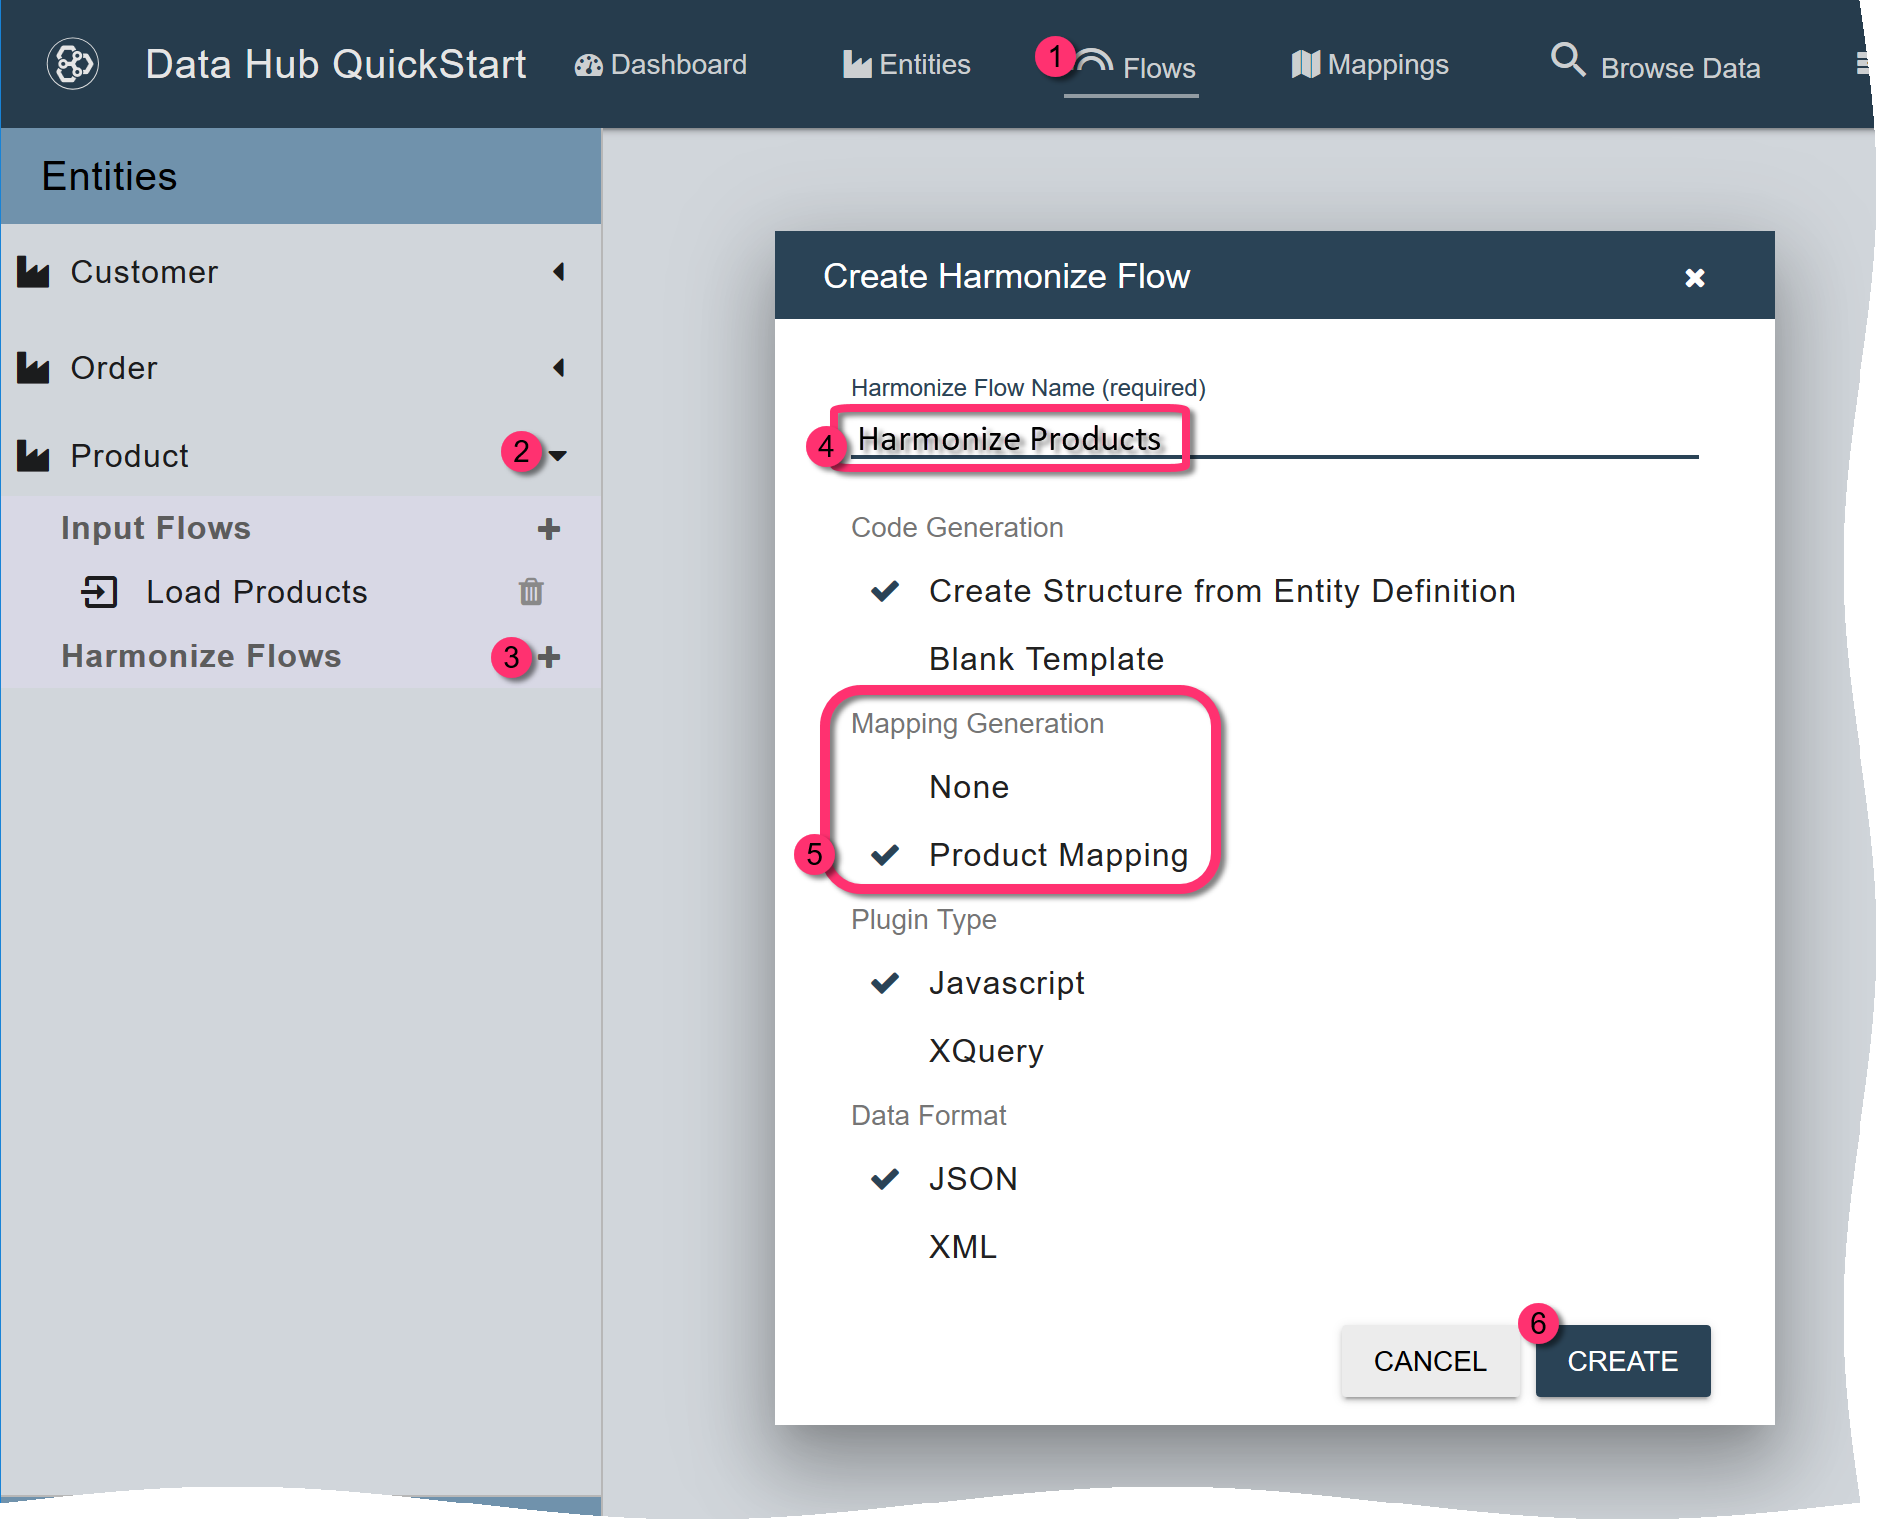 Data Hub QuickStart Dashboard Entities 1 Flows Mappings Browse Data
Entities
Customer
Order
Product 2
Input Flows
Load Products
Harmonize Flows 3
Create Harmonize Flow
Harmonize Flow Name (required)
4 Harmonize Products
Code Generation
Create Structure from Entity Definition
Blank Template
Mapping Generation
None
5 Product Mapping
Plugin Type
Javascript
XQuery
Data Format
JSON
XML
CANCEL 6 CREATE